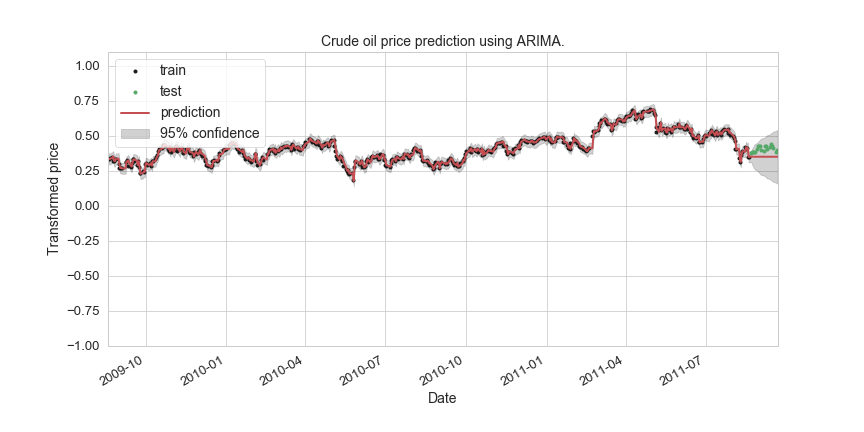 Crude oil price prediction using ARIMA.
1.00
0.75
0.50
0.25
0.00
−0.25
−0.50
−0.75
−1.00
Transformed price
train
test
prediction
95% confidence
2009-10
2010-01
2010-04
2010-07
2010-10
2011-01
2011-04
2011-07
Date